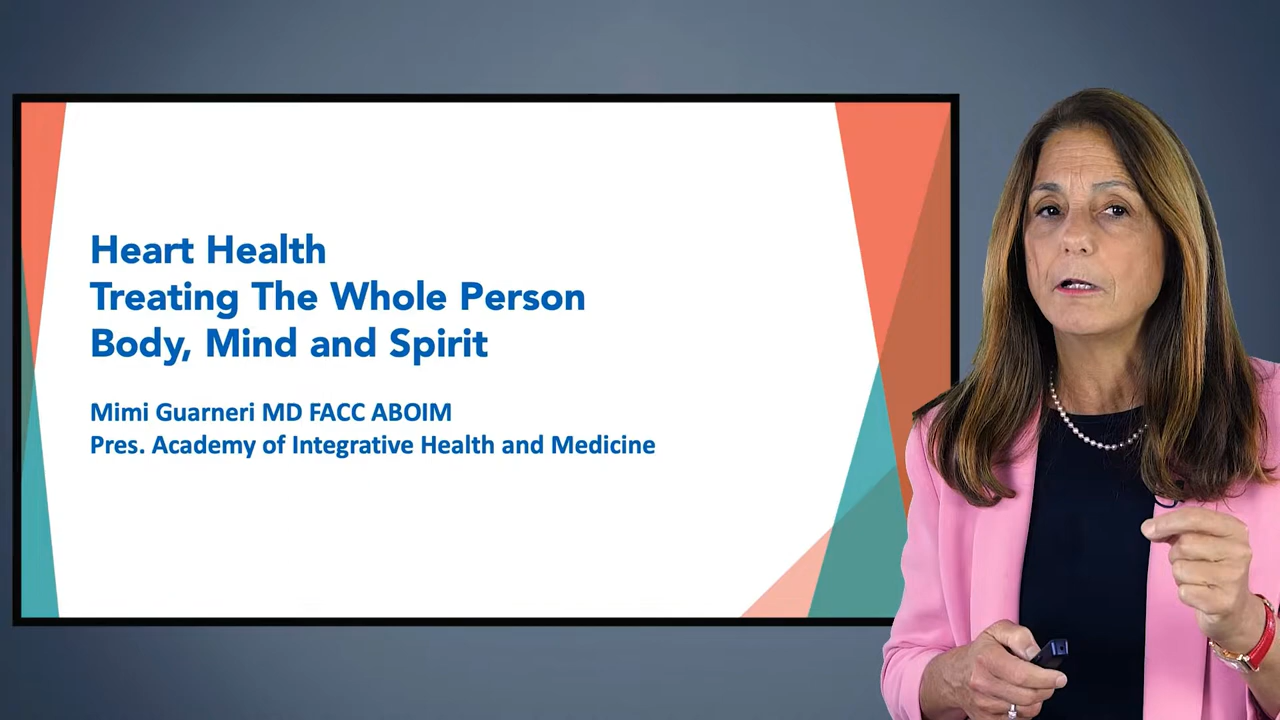 Heart Health
Treating The Whole Person
Body, Mind and Spirit
Mimi Guarneri MD FACC ABOIM
Pres. Academy of Integrative Health and Medicine